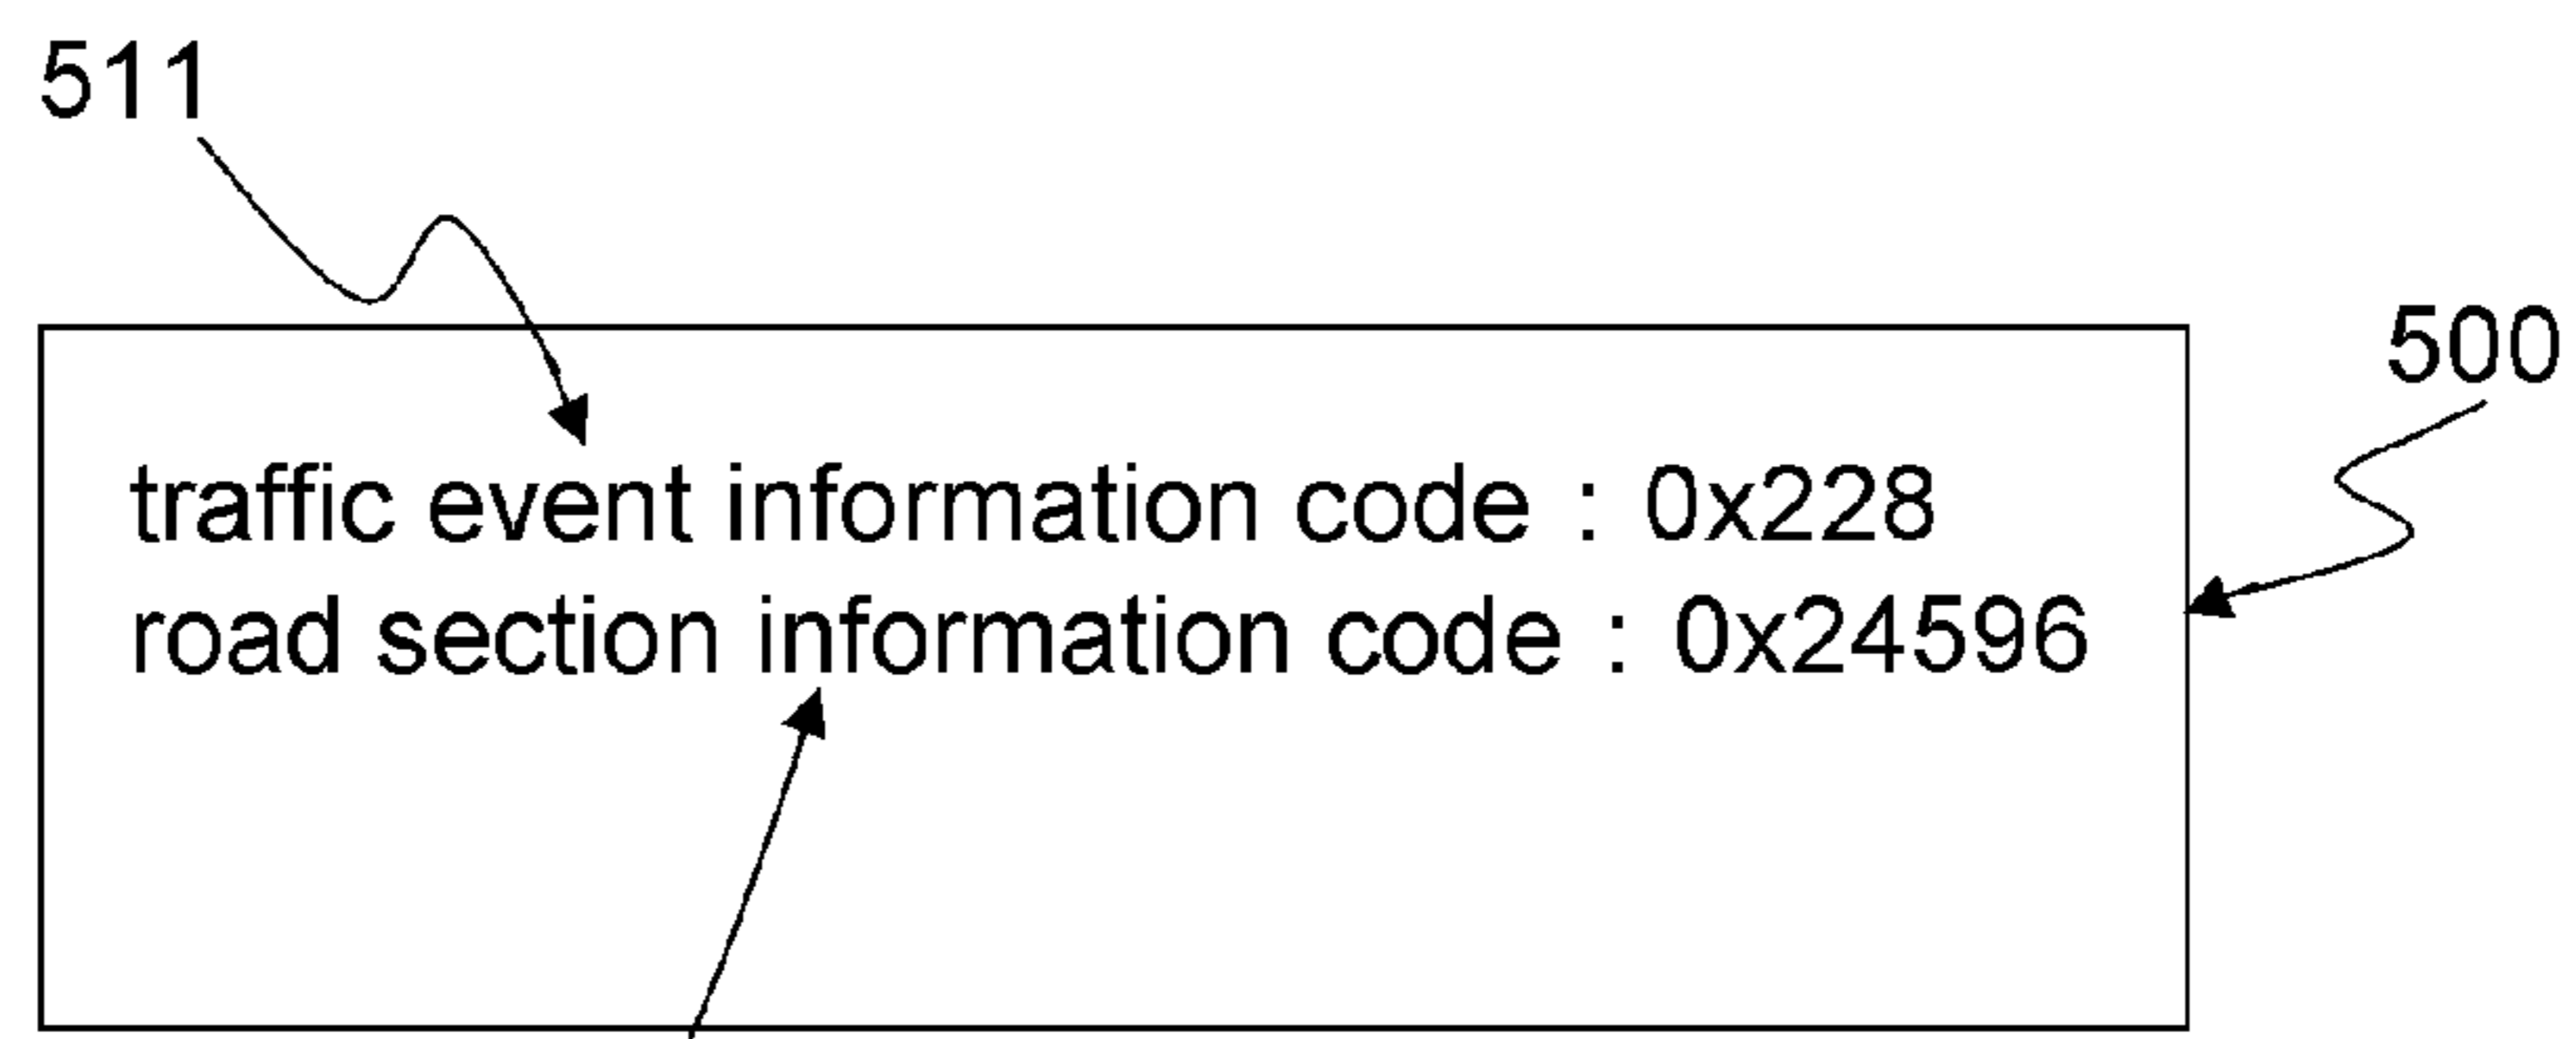 511
500
traffic event information code : 0x228
road section information code : 0x24596